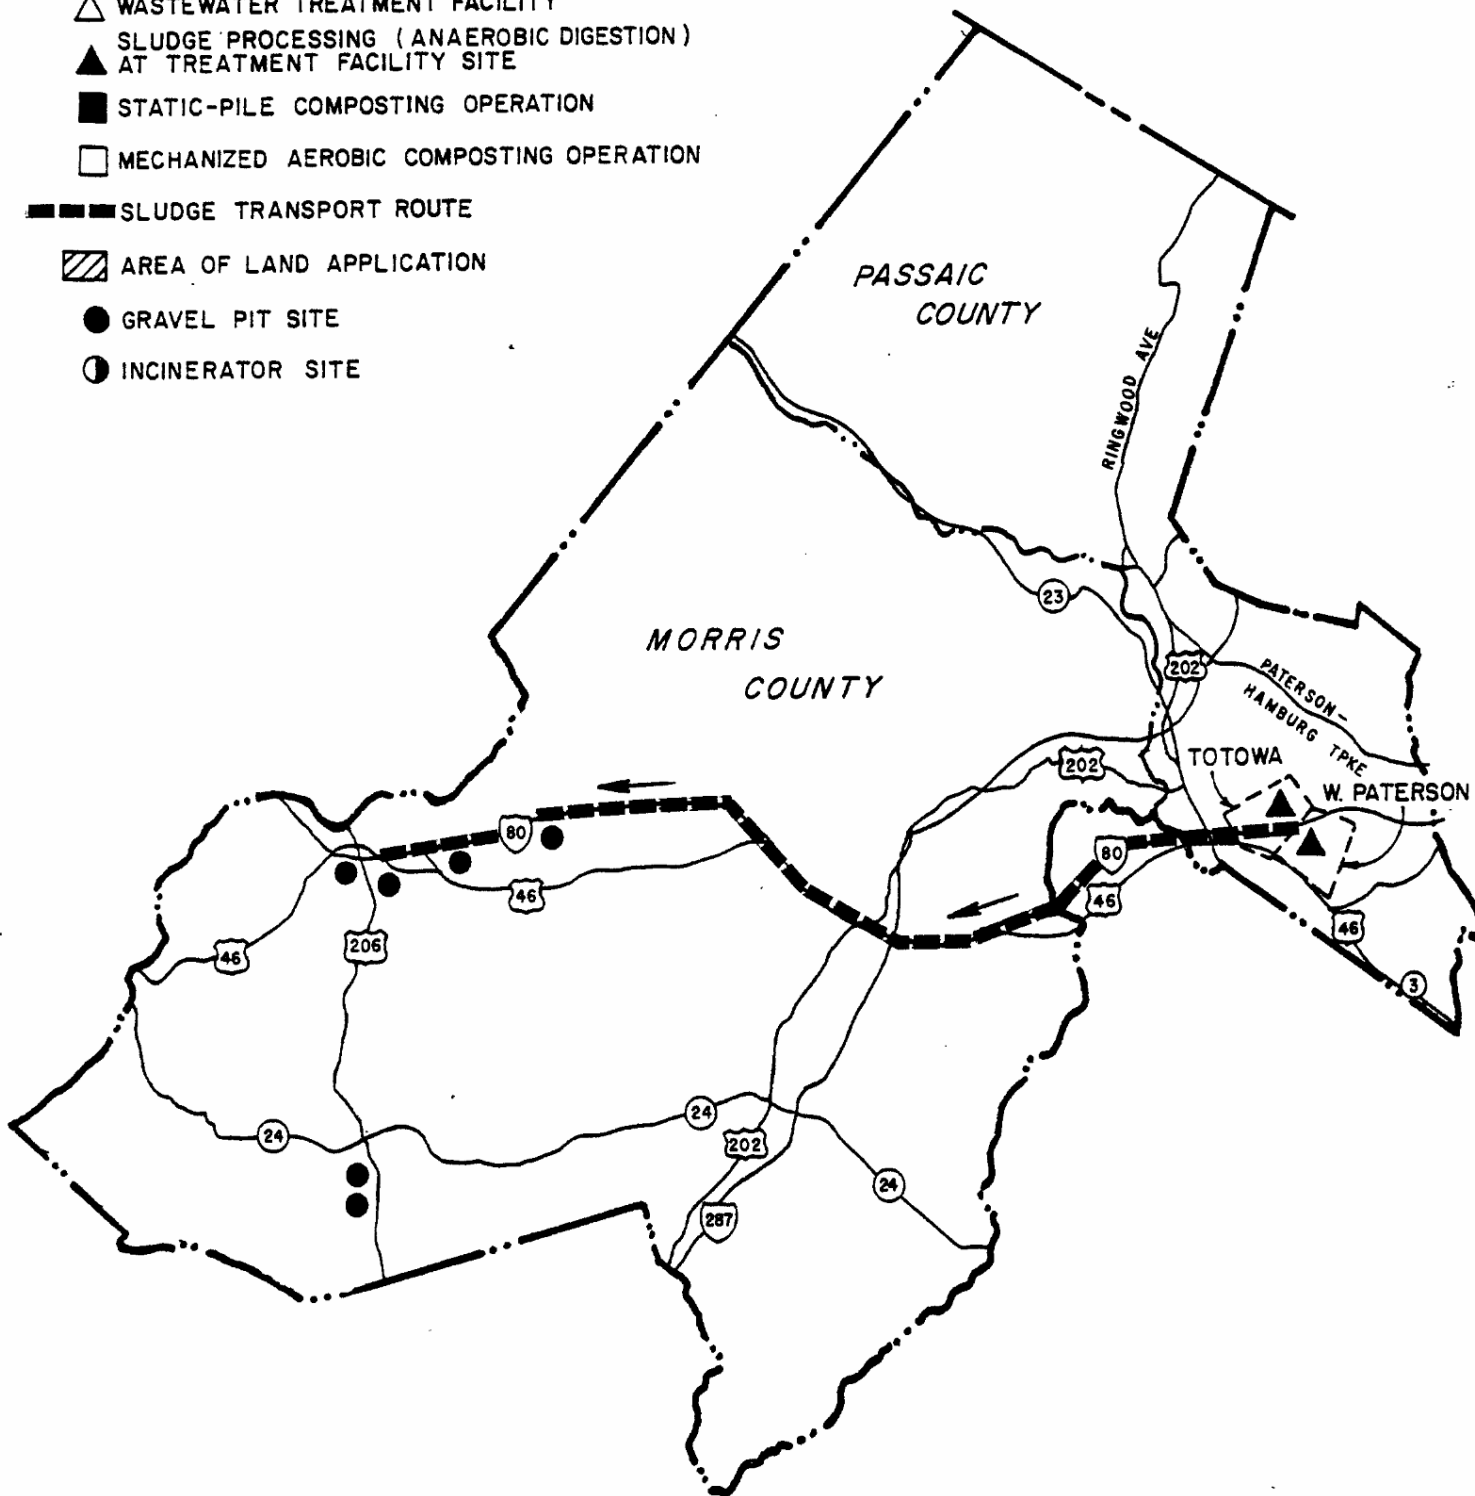 WASTEWATER TREATMENT FACILITY
SLUDGE PROCESSING (ANAEROBIC DIGESTION)
AT TREATMENT FACILITY SITE
STATIC-PILE COMPOSTING OPERATION
MECHANIZED AEROBIC COMPOSTING OPERATION
SLUDGE TRANSPORT ROUTE
AREA OF LAND APPLICATION
GRAVEL PIT SITE
INCINERATOR SITE
PASSAIC
COUNTY
RINGWOOD AVE
23
MORRIS
COUNTY
202
PATERSON-
HAMBURG TPKE
TOTOWA
202
W. PATERSON
80
80
46
46
46
206
46
3
24
24
202
24
287